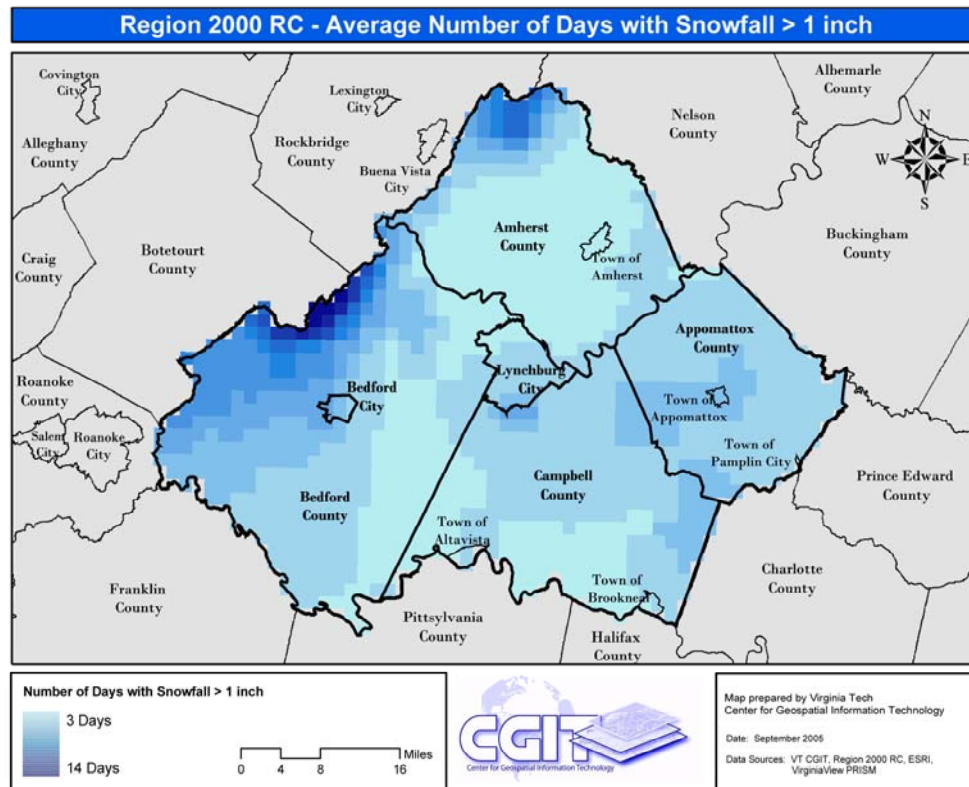 Region 2000 RC - Average Number of Days with Snowfall > 1 inch
Covington
City
Lexington
City
Albemarle
County
Nelson
County
N
W
E
S
Alleghany
County
Rockbridge
County
Buena Vista
City
Craig
County
Botetourt
County
Amherst
County
Town of
Amherst
Buckingham
County
Appomattox
County
Roanoke
County
Salem
City
Roanoke
City
Bedford
City
Lynchburg
City
Town of
Appomattox
Town of
Pamplin City
Prince Edward
County
Bedford
County
Campbell
County
Town of
Altavista
Franklin
County
Pittsylvania
County
Town of
Brookneal
Halifax
County
Charlotte
County
Number of Days with Snowfall > 1 inch
3 Days
14 Days
Miles
0 4 8 16
CGIT
Center for Geospatial Information Technology
Map prepared by Virginia Tech
Center for Geospatial Information Technology
Date: September 2005
Data Sources: VT CGIT, Region 2000 RC, ESRI,
VirginiaView PRISM